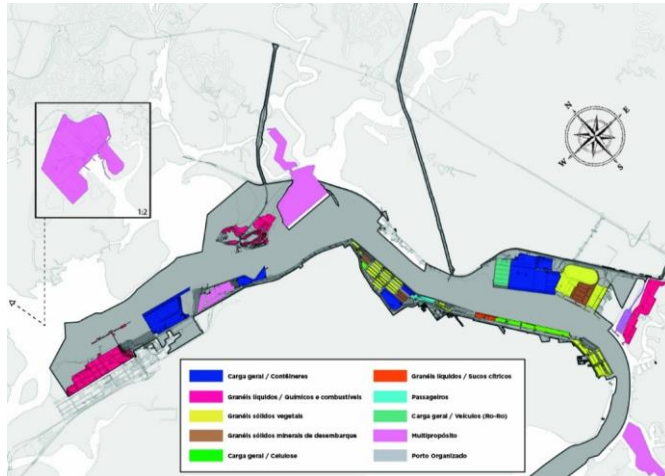 N
E
W
S
1:2
Carga geral / Contêineres
Granéis líquidos / Químicos e combustíveis
Granéis sólidos vegetais
Granéis sólidos minerais de desembarque
Carga geral / Celulose
Granéis líquidos / Sucos cítricos
Passageiros
Carga geral / Veículos (Ro-Ro)
Multipropósito
Porto Organizado